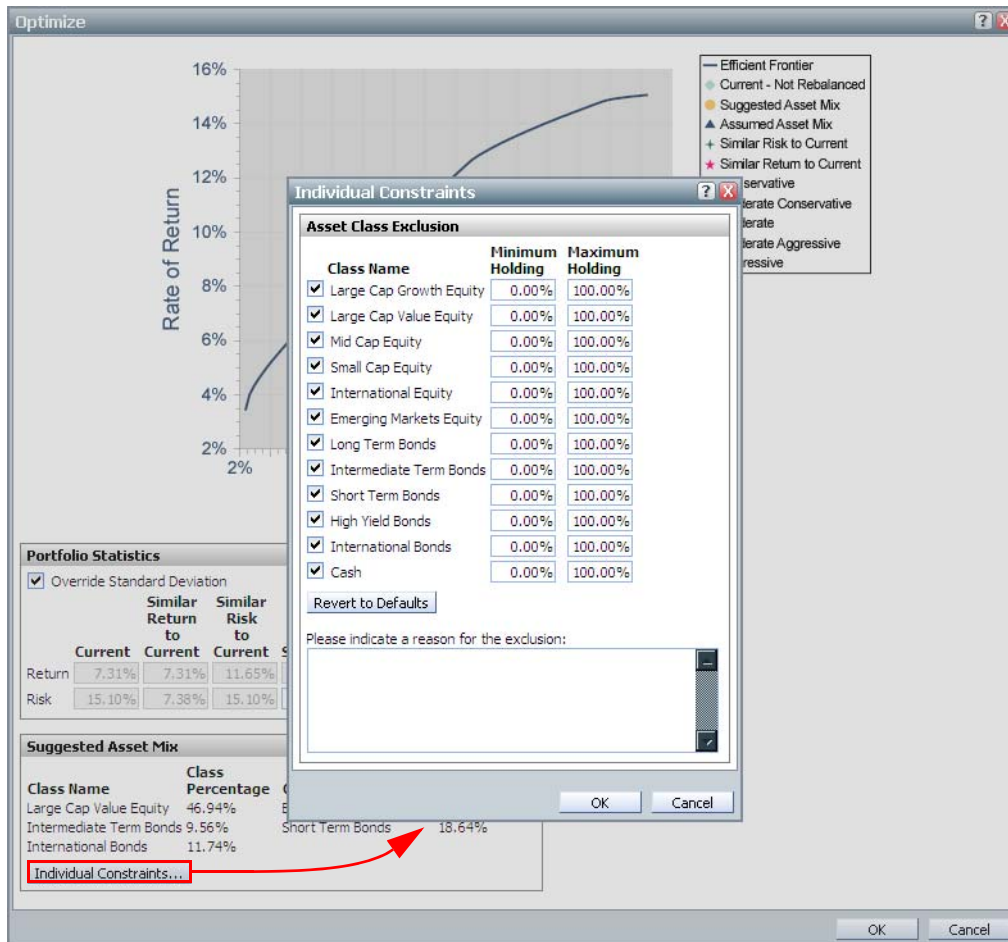 Optimize
16%
14%
12%
10%
8%
6%
4%
2%
2%
Rate of Return
Efficient Frontier
Current - Not Rebalanced
Suggested Asset Mix
Assumed Asset Mix
Similar Risk to Current
Similar Return to Current
servative
erate Conservative
erate
erate Aggressive
ressive
Individual Constraints
Asset Class Exclusion
Class Name Minimum Holding Maximum Holding
Large Cap Growth Equity 0.00% 100.00%
Large Cap Value Equity 0.00% 100.00%
Mid Cap Equity 0.00% 100.00%
Small Cap Equity 0.00% 100.00%
International Equity 0.00% 100.00%
Emerging Markets Equity 0.00% 100.00%
Long Term Bonds 0.00% 100.00%
Intermediate Term Bonds 0.00% 100.00%
Short Term Bonds 0.00% 100.00%
High Yield Bonds 0.00% 100.00%
International Bonds 0.00% 100.00%
Cash 0.00% 100.00%
Revert to Defaults
Please indicate a reason for the exclusion:
OK Cancel
Portfolio Statistics
Override Standard Deviation
Current Similar Return to Current Similar Risk to Current
Return 7.31% 7.31% 11.65%
Risk 15.10% 7.38% 15.10%
Suggested Asset Mix
Class Name Class Percentage
Large Cap Value Equity 46.94%
Intermediate Term Bonds 9.56% Short Term Bonds 18.64%
International Bonds 11.74%
Individual Constraints...
OK Cancel